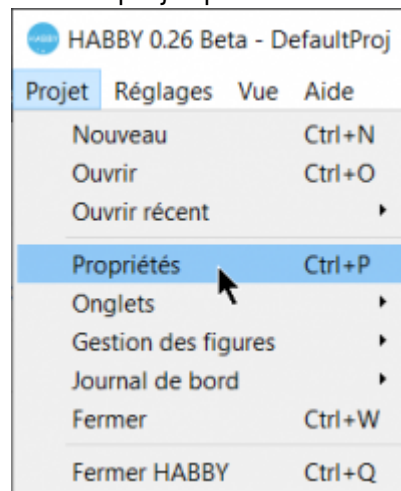 HABBY 0.26 Beta - DefaultProj
Projet Réglages Vue Aide
Nouveau Ctrl+N
Ouvrir Ctrl+O
Ouvrir récent
Propriétés Ctrl+P
Onglets
Gestion des figures
Journal de bord
Fermer Ctrl+W
Fermer HABBY Ctrl+Q